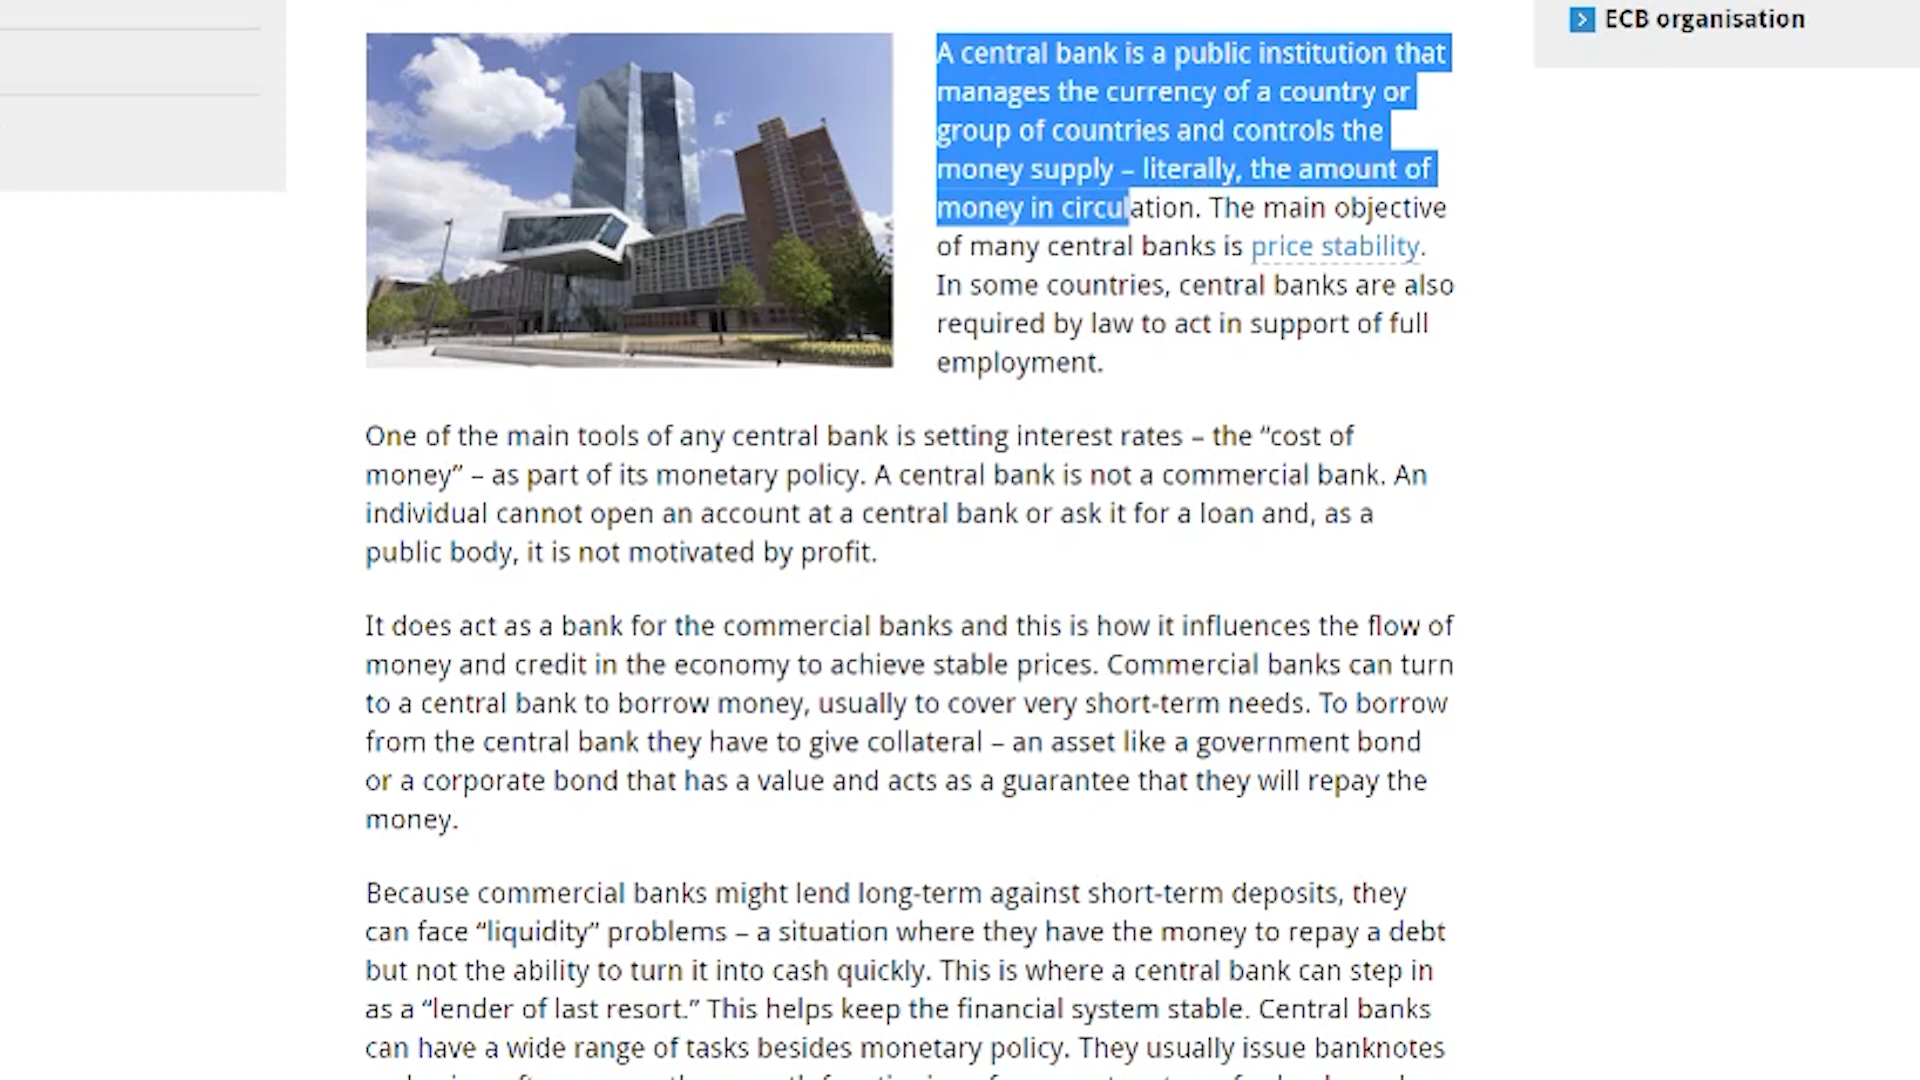 ECB organisation
A central bank is a public institution that
manages the currency of a country or
group of countries and controls the
money supply – literally, the amount of
money in circulation. The main objective
of many central banks is price stability.
In some countries, central banks are also
required by law to act in support of full
employment.
One of the main tools of any central bank is setting interest rates – the “cost of
money” – as part of its monetary policy. A central bank is not a commercial bank. An
individual cannot open an account at a central bank or ask it for a loan and, as a
public body, it is not motivated by profit.
It does act as a bank for the commercial banks and this is how it influences the flow of
money and credit in the economy to achieve stable prices. Commercial banks can turn
to a central bank to borrow money, usually to cover very short-term needs. To borrow
from the central bank they have to give collateral – an asset like a government bond
or a corporate bond that has a value and acts as a guarantee that they will repay the
money.
Because commercial banks might lend long-term against short-term deposits, they
can face “liquidity” problems – a situation where they have the money to repay a debt
but not the ability to turn it into cash quickly. This is where a central bank can step in
as a “lender of last resort.” This helps keep the financial system stable. Central banks
can have a wide range of tasks besides monetary policy. They usually issue banknotes